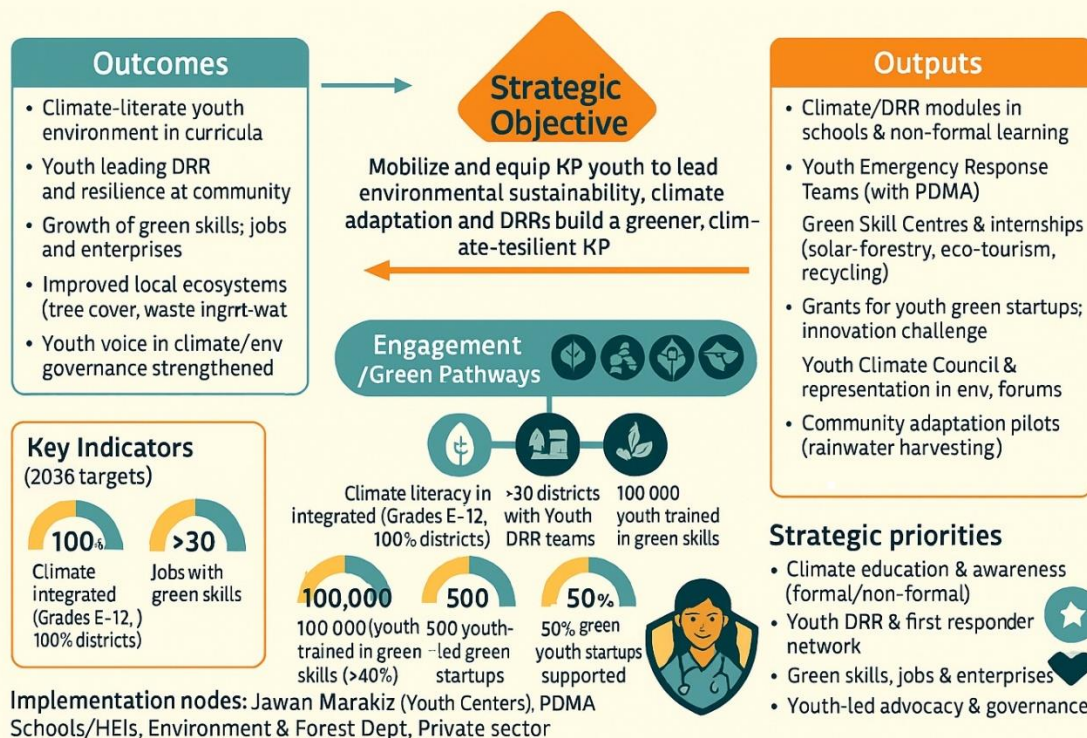 Outcomes
• Climate-literate youth
environment in curricula
• Youth leading DRR
and resilience at community
• Growth of green skills; jobs
and enterprises
• Improved local ecosystems
(tree cover, waste ingrrt-wat
• Youth voice in climate/env
governance strengthened
Strategic
Objective
Mobilize and equip KP youth to lead
environmental sustainability, climate
adaptation and DRRs build a greener, clim-
ate-tesilient KP
Outputs
• Climate/DRR modules in
schools & non-formal learning
• Youth Emergency Response
Teams (with PDMA)
Green Skill Centres & internships
(solar-forestry, eco-tourism,
recycling)
• Grants for youth green startups;
innovation challenge
Youth Climate Council &
representation in env, forums
• Community adaptation pilots
(rainwater harvesting)
Engagement
/Green Pathways
Climate literacy in
integrated (Grades E-12,
100% districts)
>30 districts
with Youth
DRR teams
100 000
youth trained
in green skills
Key Indicators
(2036 targets)
100
Climate
integrated
(Grades E-12, )
100% districts)
>30
Jobs with
green skills
100,000
100 000 (youth
trained in green
skills (>40%)
500
500 youth-
-led green
startups
50%
50% green
youth startups
supported
Strategic priorities
• Climate education & awareness
(formal/non-formal)
• Youth DRR & first responder
network
• Green skills, jobs & enterprises
• Youth-led advocacy & governance
Implementation nodes: Jawan Marakiz (Youth Centers), PDMA
Schools/HEIs, Environment & Forest Dept, Private sector